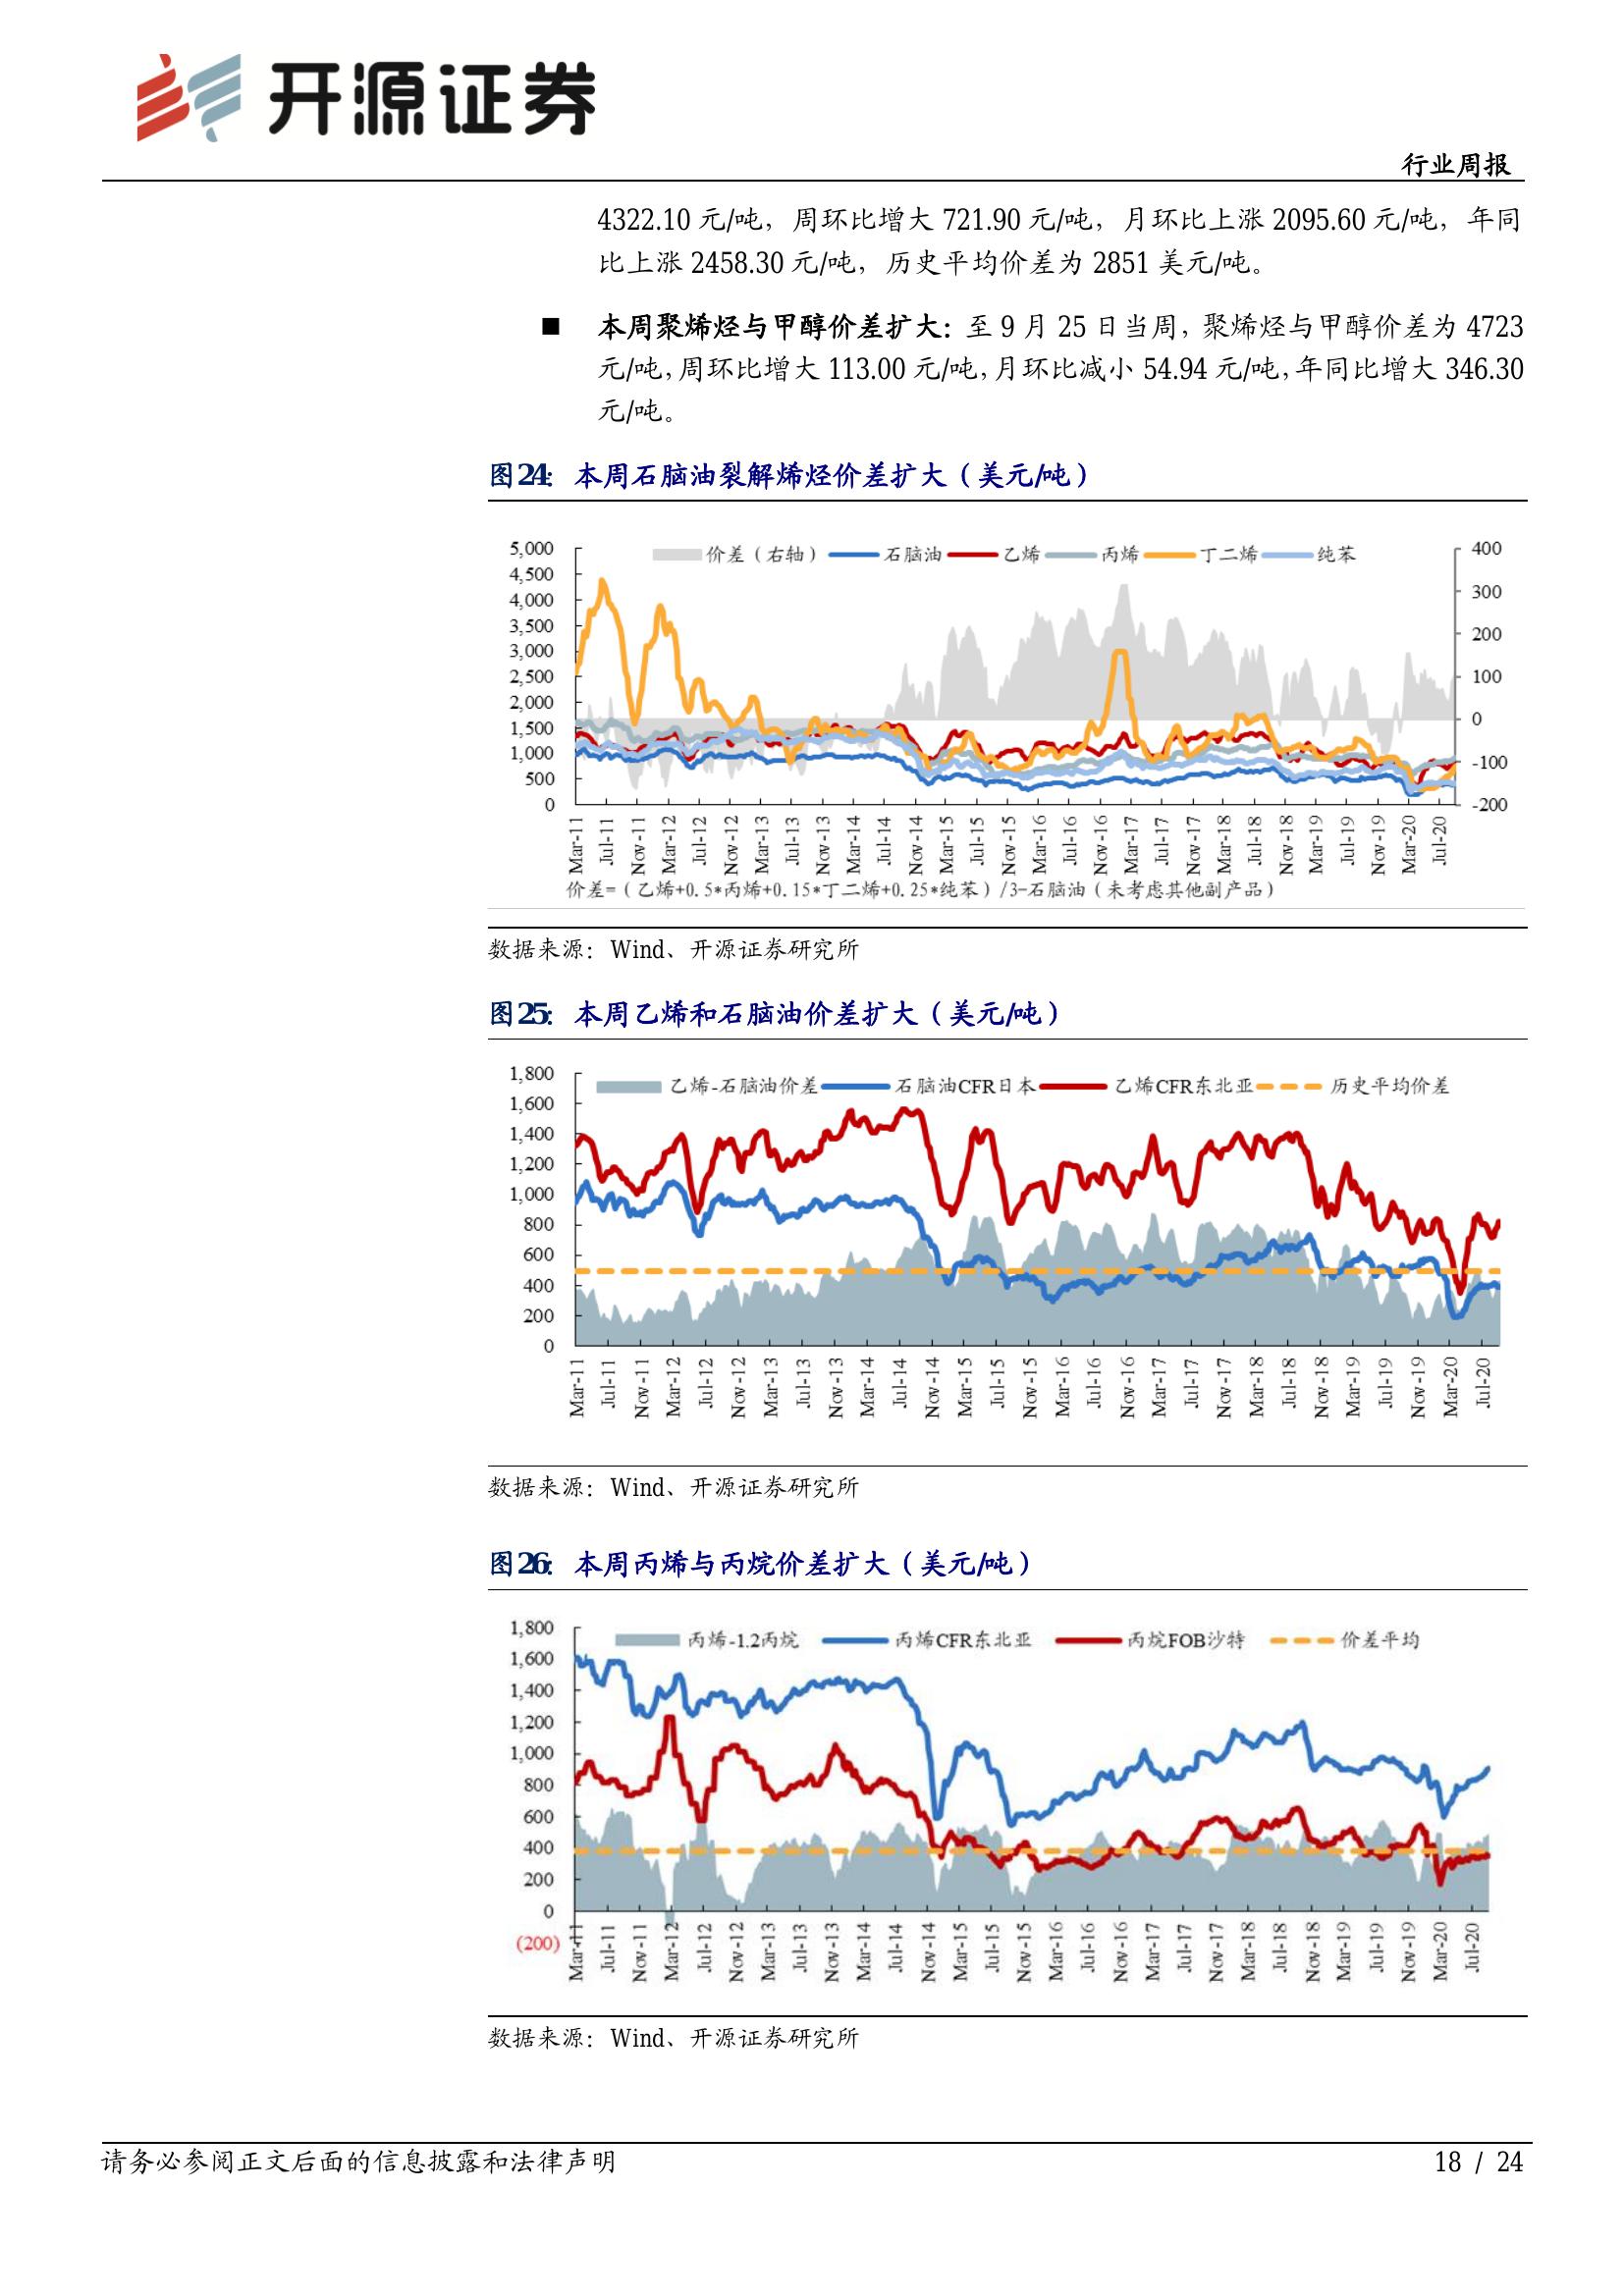 开源证券
行业周报
4322.10 元/吨，周环比增大 721.90 元/吨，月环比上涨 2095.60 元/吨，年同
比上涨 2458.30 元/吨，历史平均价差为 2851 美元/吨。
■ 本周聚烯烃与甲醇价差扩大：至 9 月 25 日当周，聚烯烃与甲醇价差为 4723
元/吨，周环比增大 113.00 元/吨，月环比减小 54.94 元/吨，年同比增大 346.30
元/吨。
图24：本周石脑油裂解烯烃价差扩大（美元/吨）
价差（右轴） 石脑油 乙烯 丙烯 丁二烯 纯苯
5,000 400
4,500
4,000 300
3,500
3,000 200
2,500 100
2,000
1,500 0
1,000 -100
500
0 -200
Mar-11 Jul-11 Nov-11 Mar-12 Jul-12 Nov-12 Mar-13 Jul-13 Nov-13 Mar-14 Jul-14 Nov-14 Mar-15 Jul-15 Nov-15 Mar-16 Jul-16 Nov-16 Mar-17 Jul-17 Nov-17 Mar-18 Jul-18 Nov-18 Mar-19 Jul-19 Nov-19 Mar-20 Jul-20
价差=（乙烯+0.5*丙烯+0.15*丁二烯+0.25*纯苯）/3-石脑油（未考虑其他副产品）
数据来源：Wind、开源证券研究所
图25：本周乙烯和石脑油价差扩大（美元/吨）
乙烯-石脑油价差 石脑油CFR日本 乙烯CFR东北亚 历史平均价差
1,800
1,600
1,400
1,200
1,000
800
600
400
200
0
Mar-11 Jul-11 Nov-11 Mar-12 Jul-12 Nov-12 Mar-13 Jul-13 Nov-13 Mar-14 Jul-14 Nov-14 Mar-15 Jul-15 Nov-15 Mar-16 Jul-16 Nov-16 Mar-17 Jul-17 Nov-17 Mar-18 Jul-18 Nov-18 Mar-19 Jul-19 Nov-19 Mar-20 Jul-20
数据来源：Wind、开源证券研究所
图26：本周丙烯与丙烷价差扩大（美元/吨）
丙烯-1.2丙烷 丙烯CFR东北亚 丙烷FOB沙特 价差平均
1,800
1,600
1,400
1,200
1,000
800
600
400
200
0
(200)
Mar-11 Jul-11 Nov-11 Mar-12 Jul-12 Nov-12 Mar-13 Jul-13 Nov-13 Mar-14 Jul-14 Nov-14 Mar-15 Jul-15 Nov-15 Mar-16 Jul-16 Nov-16 Mar-17 Jul-17 Nov-17 Mar-18 Jul-18 Nov-18 Mar-19 Jul-19 Nov-19 Mar-20 Jul-20
数据来源：Wind、开源证券研究所
请务必参阅正文后面的信息披露和法律声明 18 / 24